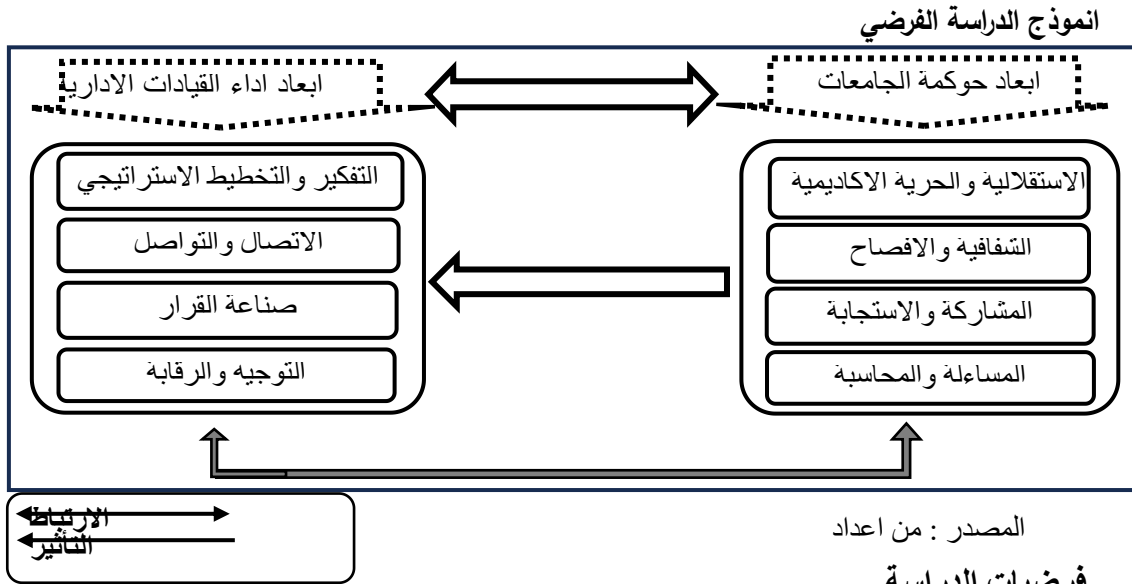 انموذج الدراسة الفرضي
ابعاد حوكمة الجامعات
ابعاد اداء القيادات الادارية
الاستقلالية والحرية الاكاديمية
الشفافية والافصاح
المشاركة والاستجابة
المساءلة والمحاسبة
التفكير والتخطيط الاستراتيجي
الاتصال والتواصل
صناعة القرار
التوجيه والرقابة
الارتباط
التأثير
المصدر : من اعداد
فرضيات الدراسة